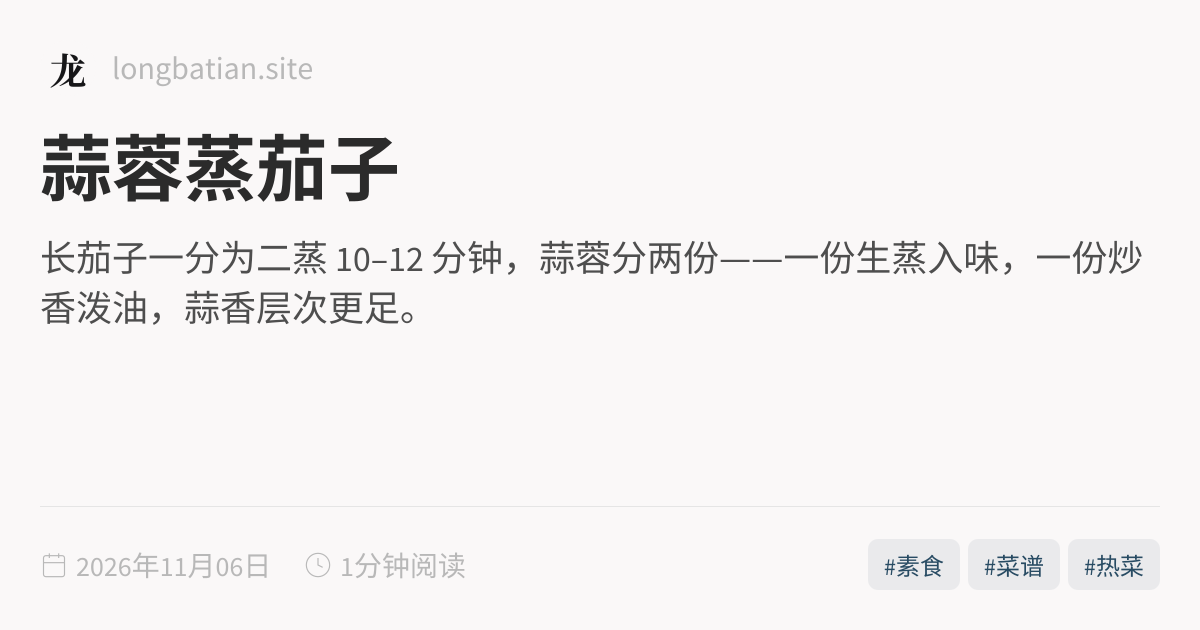 龙 longbatian.site
蒜蓉蒸茄子
长茄子一分为二蒸 10–12 分钟，蒜蓉分两份——一份生蒸入味，一份炒
香泼油，蒜香层次更足。
2026年11月06日 1分钟阅读 #素食 #菜谱 #热菜